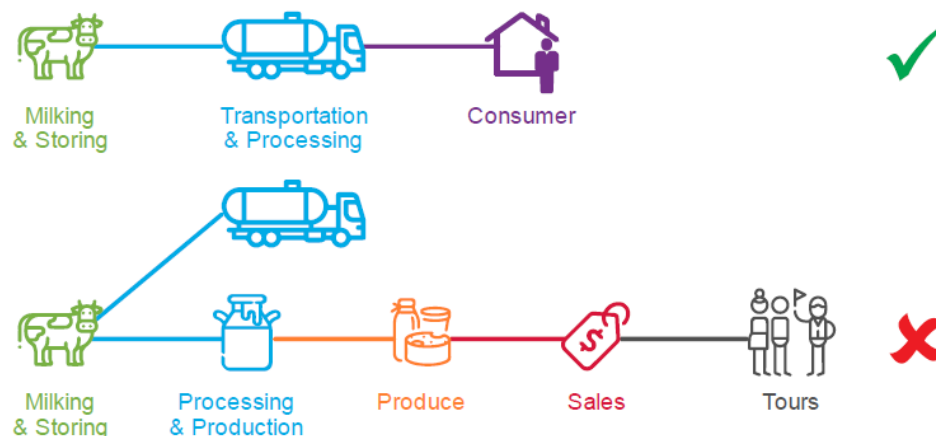 Milking
& Storing
Transportation
& Processing
Consumer
Milking
& Storing
Processing
& Production
Produce
$
Sales
Tours